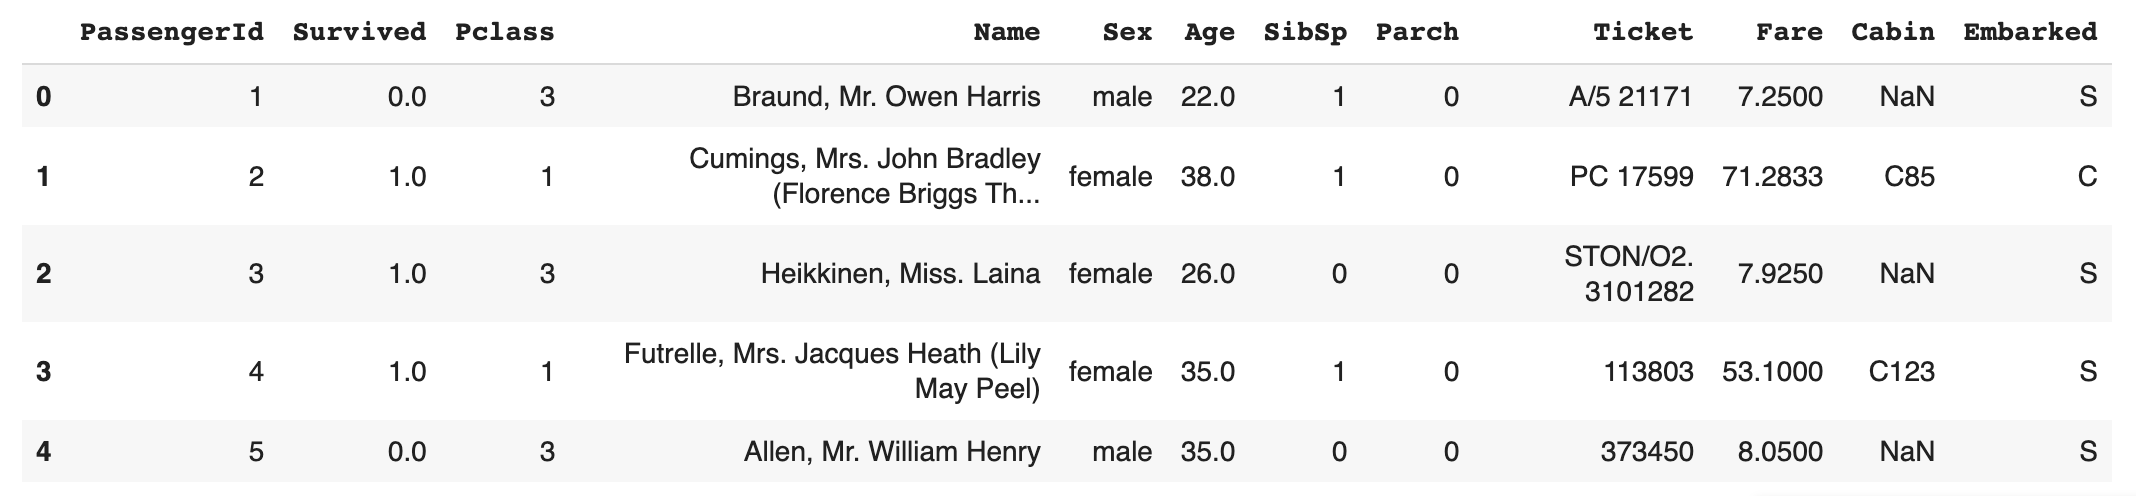 PassengerId Survived Pclass Name Sex Age SibSp Parch Ticket Fare Cabin Embarked
0 1 0.0 3 Braund, Mr. Owen Harris male 22.0 1 0 A/5 21171 7.2500 NaN S
1 2 1.0 1 Cumings, Mrs. John Bradley
(Florence Briggs Th... female 38.0 1 0 PC 17599 71.2833 C85 C
2 3 1.0 3 Heikkinen, Miss. Laina female 26.0 0 0 STON/O2.
3101282 7.9250 NaN S
3 4 1.0 1 Futrelle, Mrs. Jacques Heath (Lily
May Peel) female 35.0 1 0 113803 53.1000 C123 S
4 5 0.0 3 Allen, Mr. William Henry male 35.0 0 0 373450 8.0500 NaN S